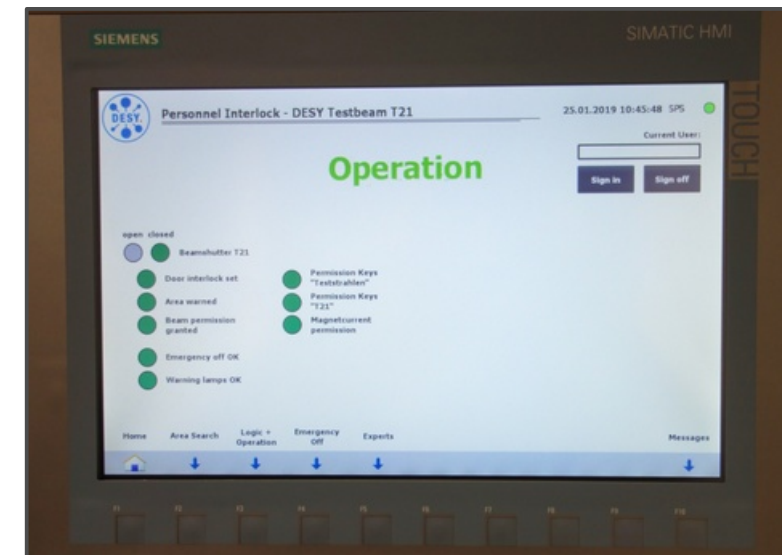 SIEMENS
SIMATIC HMI
TOUCH
DESY.
Personnel Interlock - DESY Testbeam T21
25.01.2019 10:45:48 SPS
Current User:
Operation
Sign in
Sign off
open closed
Beamshutter T21
Door interlock set
Area warned
Beam permission
granted
Emergency off OK
Warning lamps OK
Permission Keys
"Teststrahlen"
Permission Keys
"T21"
Magnetcurrent
permission
Home
Area Search
Logic +
Operation
Emergency
Off
Experts
Messages
F1 F2 F3 F4 F5 F6 F7 F8 F9 F10